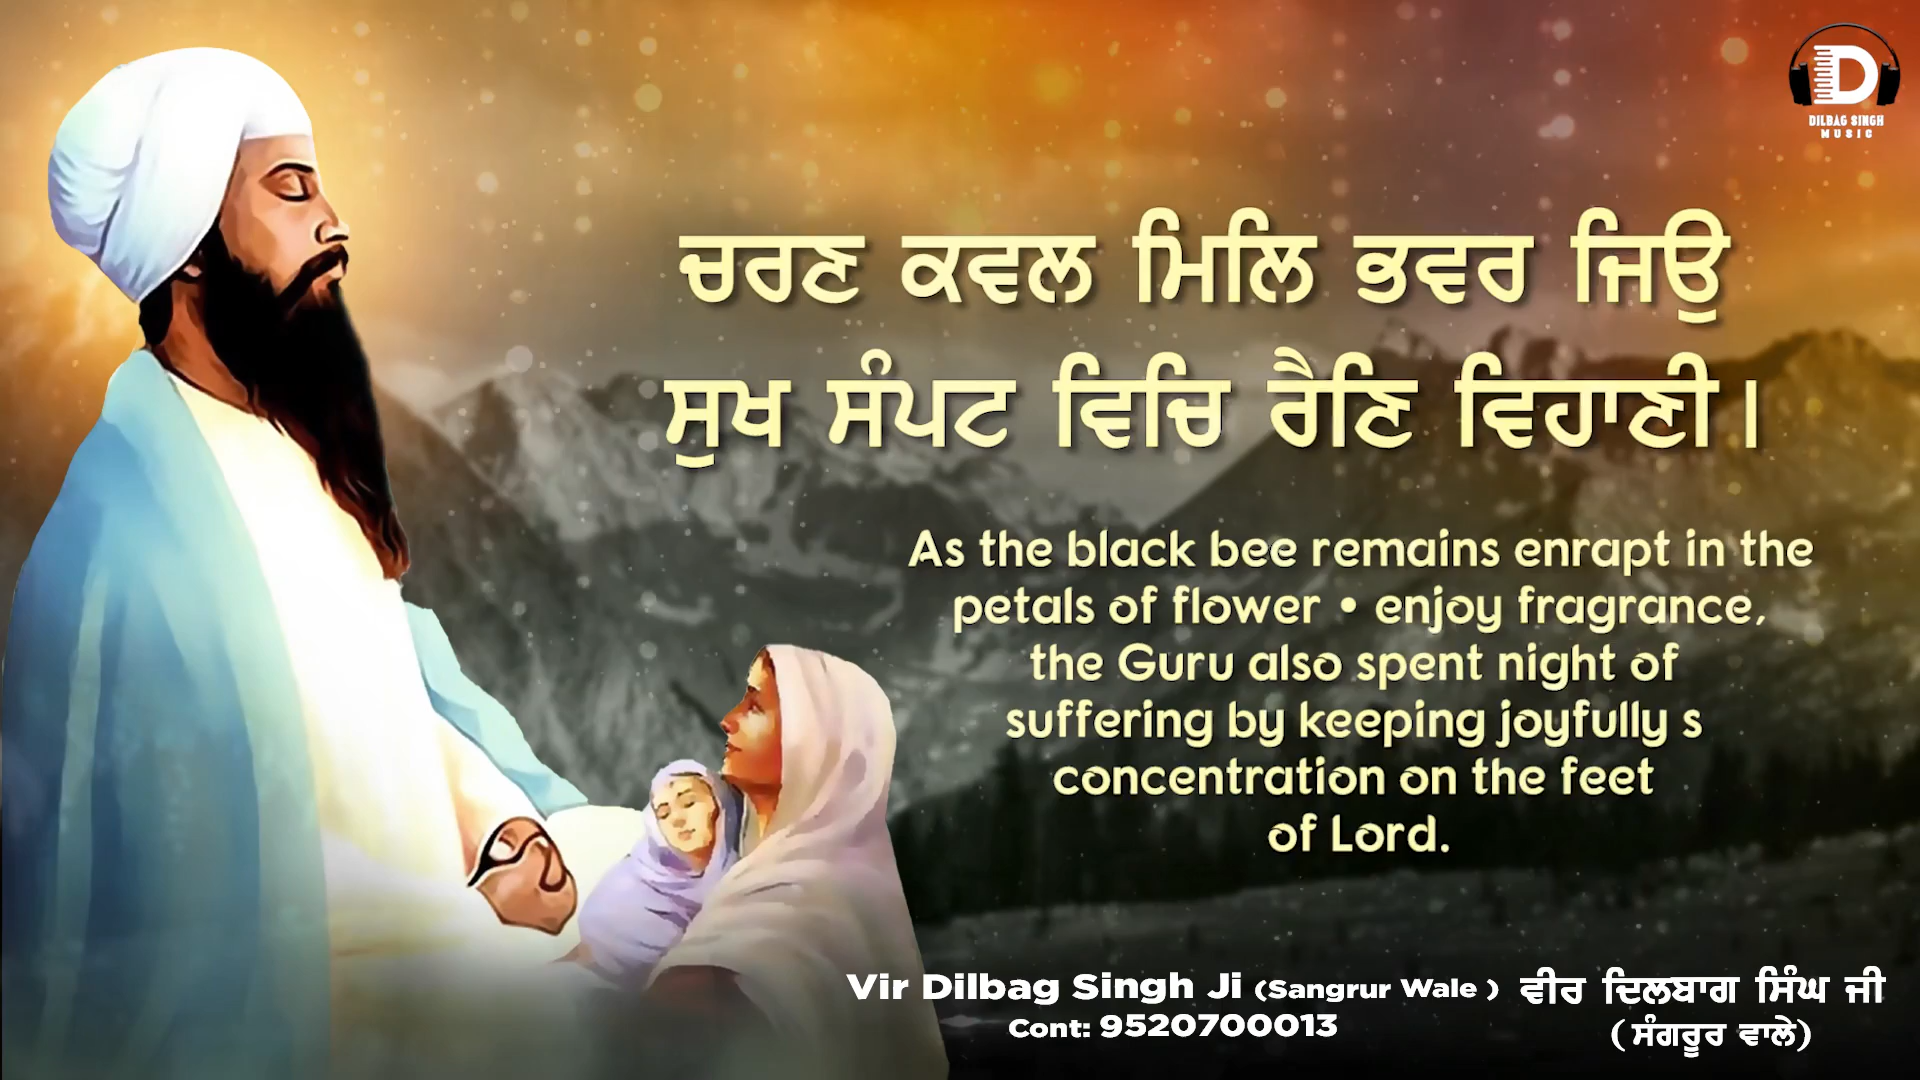 DILBAG SINGH
MUSIC
ਚਰਣ ਕਵਲ ਮਿਲਿ ਭਵਰ ਜਿਉ
ਸੁਖ ਸੰਪਟ ਵਿਚਿ ਰੈਣਿ ਵਿਹਾਣੀ।
As the black bee remains enrapt in the
petals of flower • enjoy fragrance,
the Guru also spent night of
suffering by keeping joyfully s
concentration on the feet
of Lord.
Vir Dilbag Singh Ji (Sangrur Wale ) ਵੀਰ ਦਿਲਬਾਗ ਸਿੰਘ ਜੀ
Cont: 9520700013 (ਸੰਗਰੂਰ ਵਾਲੇ)